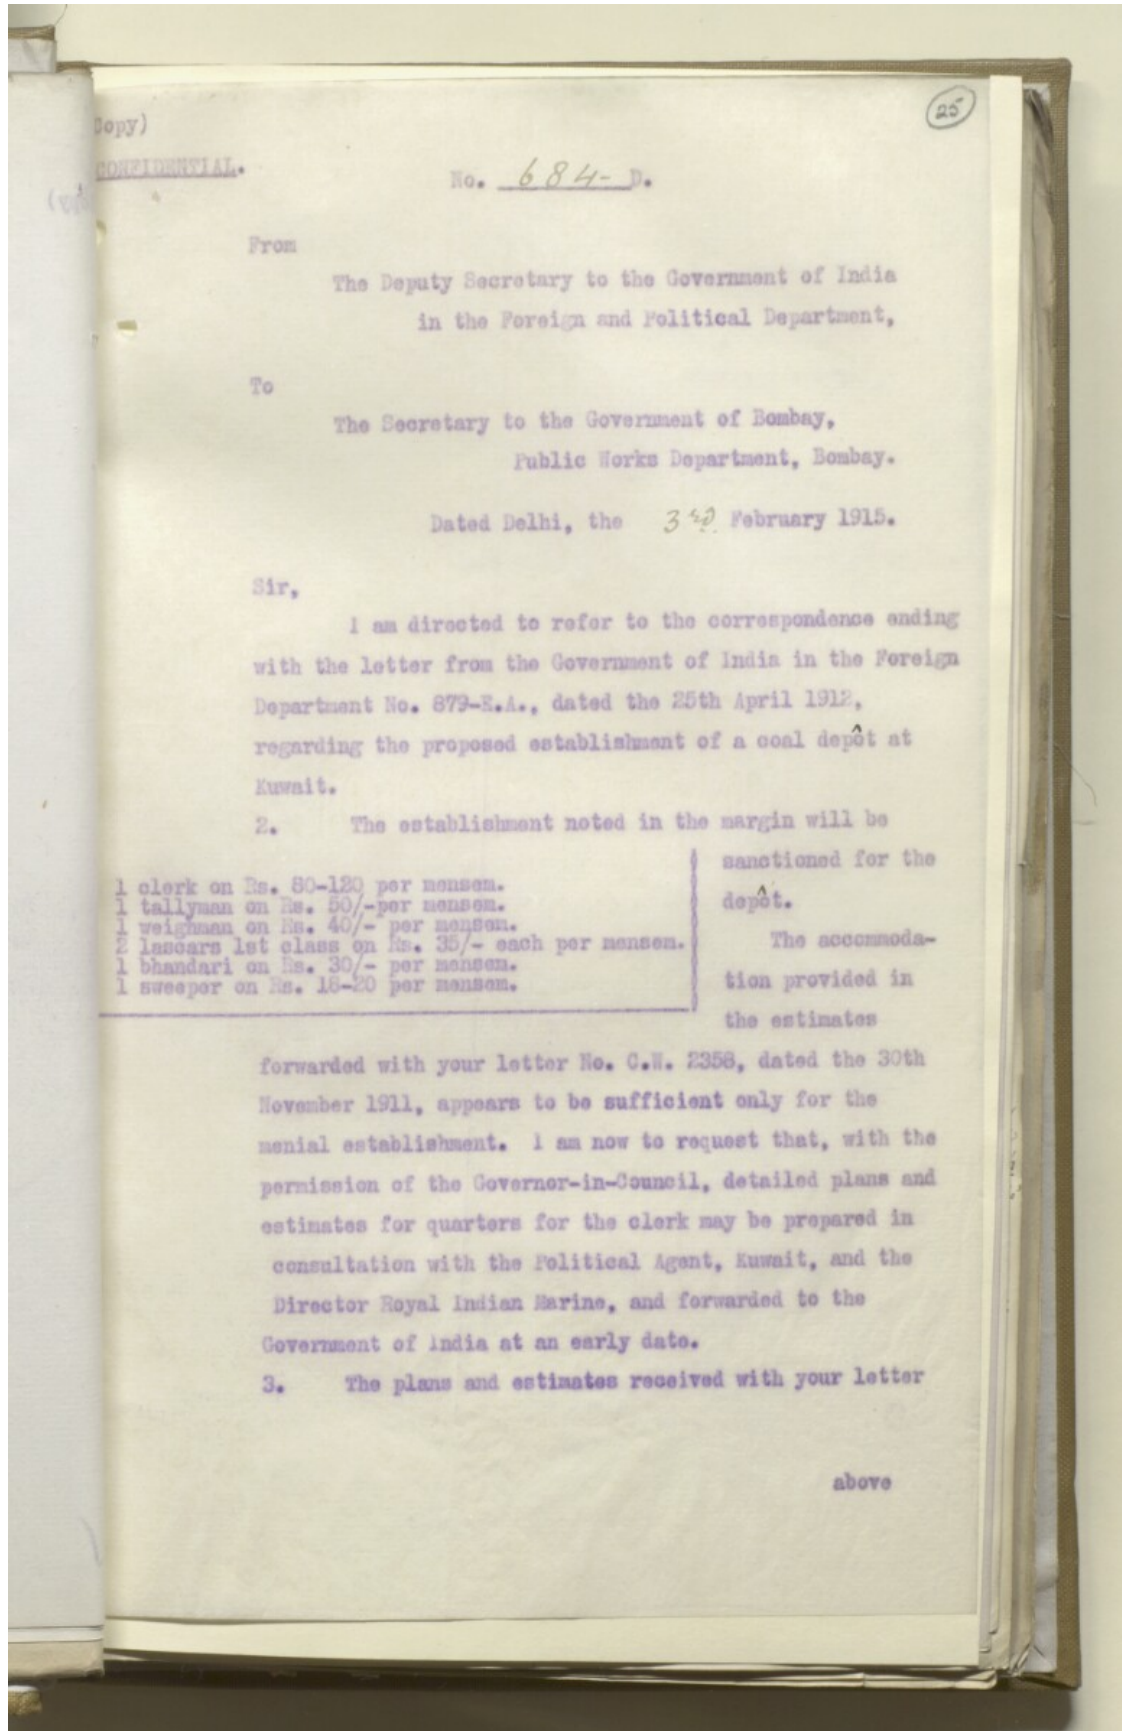 25
Copy)
CONFIDENTIAL.
No. 684- D.
From
The Deputy Secretary to the Government of India
in the Foreign and Political Department,
To
The Secretary to the Government of Bombay,
Public Works Department, Bombay.
Dated Delhi, the 3rd February 1915.
Sir,
I am directed to refer to the correspondence ending
with the letter from the Government of India in the Foreign
Department No. 879-E.A., dated the 25th April 1912,
regarding the proposed establishment of a coal depôt at
Kuwait.
2. The establishment noted in the margin will be
1 clerk on Rs. 80-120 per mensem.
1 tallyman on Rs. 50/-per mensem.
1 weighman on Rs. 40/- per mensem.
2 lascars 1st class on Rs. 35/- each per mensem.
1 bhandari on Rs. 30/- per mensem.
1 sweeper on Rs. 18-20 per mensem.
sanctioned for the
depôt.
The accommoda-
tion provided in
the estimates
forwarded with your letter No. C.W. 2358, dated the 30th
November 1911, appears to be sufficient only for the
menial establishment. I am now to request that, with the
permission of the Governor-in-Council, detailed plans and
estimates for quarters for the clerk may be prepared in
consultation with the Political Agent, Kuwait, and the
Director Royal Indian Marine, and forwarded to the
Government of India at an early date.
3. The plans and estimates received with your letter
above